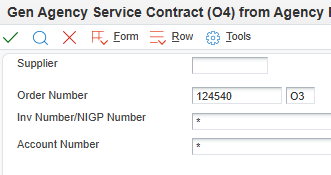 Gen Agency Service Contract (O4) from Agency
Form Row Tools
Supplier
Order Number 124540 O3
Inv Number/NIGP Number *
Account Number *